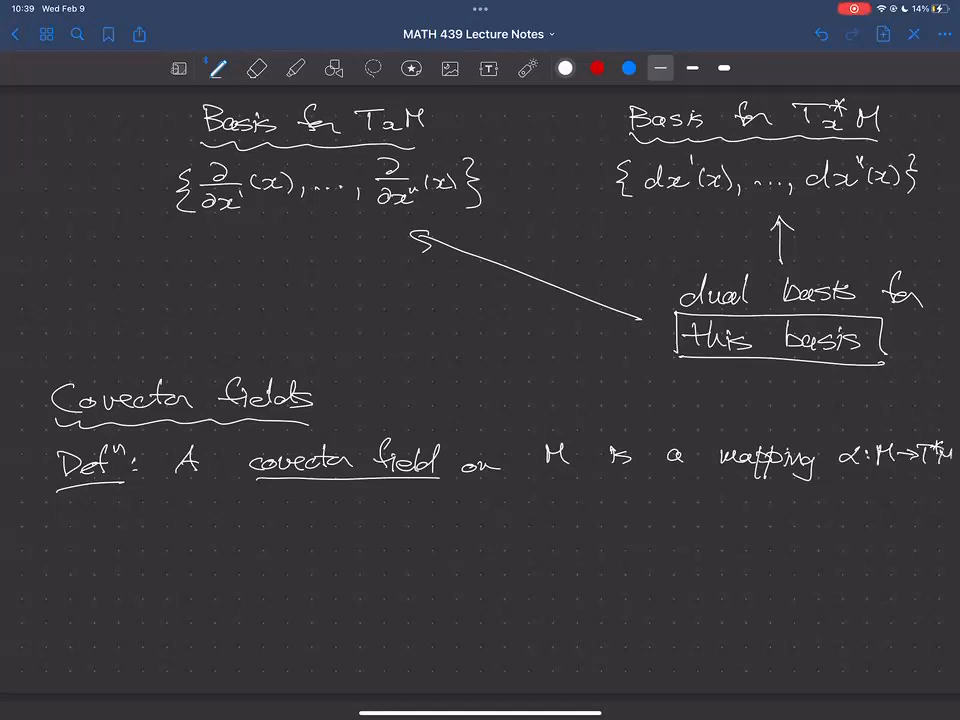 10:39 Wed Feb 9
14%
MATH 439 Lecture Notes
Basis for TₓM
Basis for Tₓ*M
{∂/∂x¹(x), ..., ∂/∂xⁿ(x)}
{dx¹(x), ..., dxⁿ(x)}
dual basis for
this basis
Covector fields
Defⁿ: A covector field on M is a mapping α: M→T*M